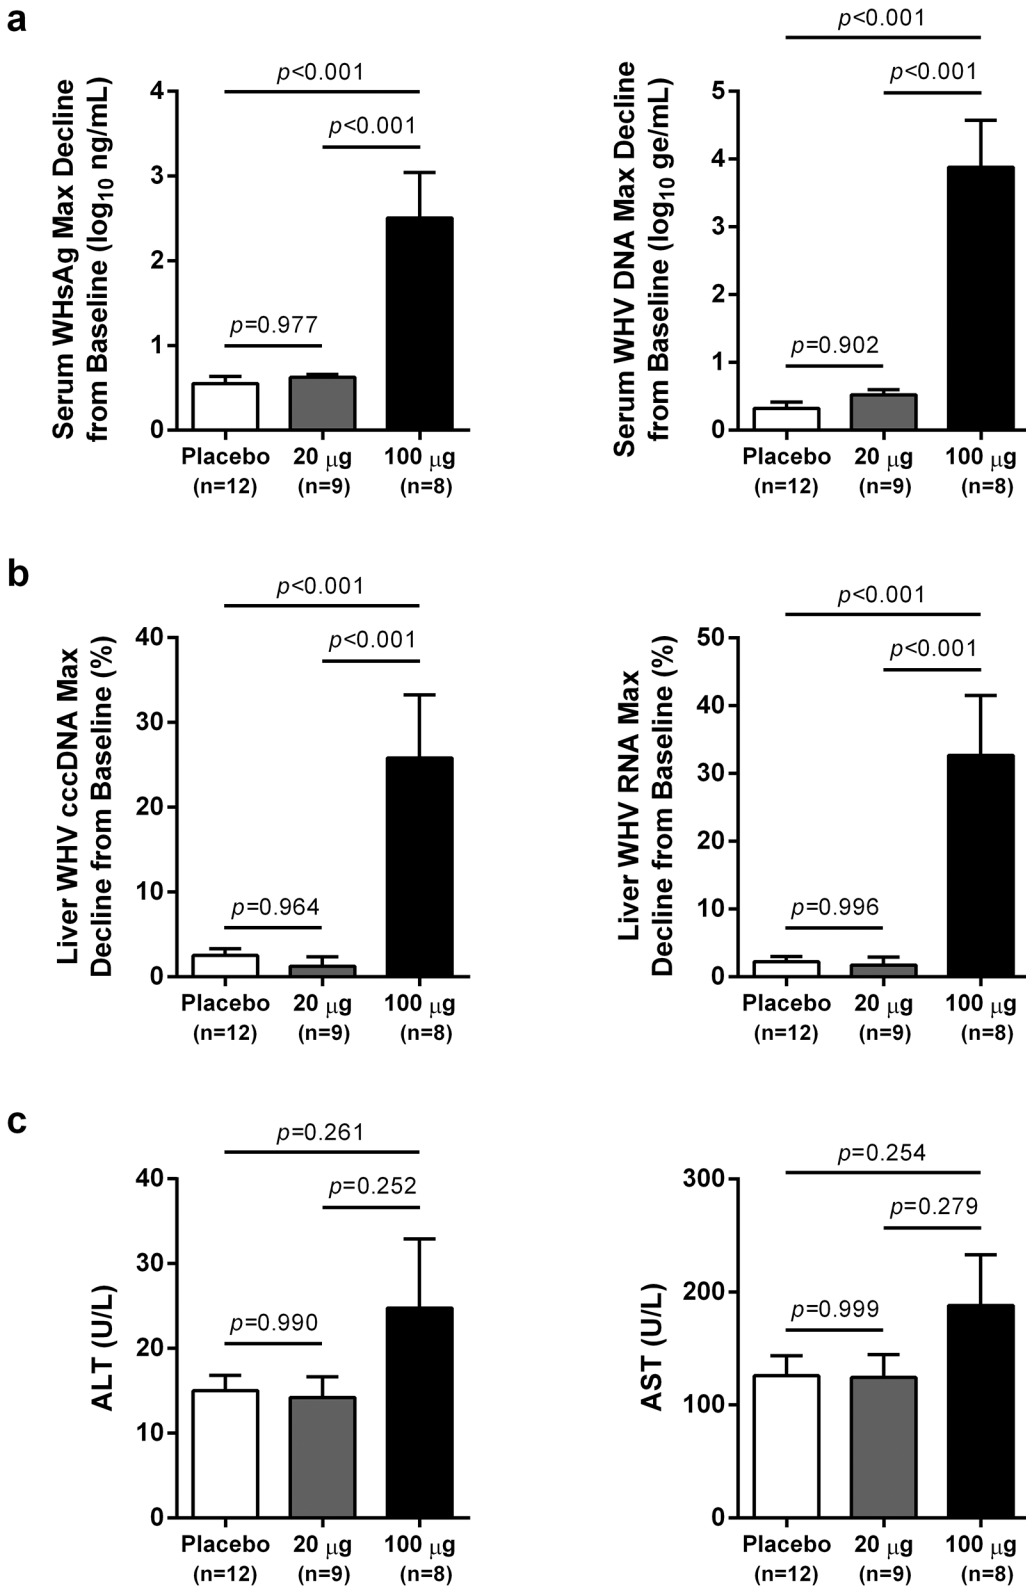 a
Serum WHsAg Max Decline
from Baseline (log10 ng/mL)
p<0.001
p<0.001
p=0.977
4
3
2
1
0
Placebo 20 μg 100 μg
(n=12) (n=9) (n=8)
Serum WHV DNA Max Decline
from Baseline (log10 ge/mL)
p<0.001
p<0.001
p=0.902
5
4
3
2
1
0
Placebo 20 μg 100 μg
(n=12) (n=9) (n=8)
b
Liver WHV cccDNA Max
Decline from Baseline (%)
p<0.001
p<0.001
p=0.964
40
30
20
10
0
Placebo 20 μg 100 μg
(n=12) (n=9) (n=8)
Liver WHV RNA Max
Decline from Baseline (%)
p<0.001
p<0.001
p=0.996
50
40
30
20
10
0
Placebo 20 μg 100 μg
(n=12) (n=9) (n=8)
c
ALT (U/L)
p=0.261
p=0.252
p=0.990
40
30
20
10
0
Placebo 20 μg 100 μg
(n=12) (n=9) (n=8)
AST (U/L)
p=0.254
p=0.279
p=0.999
300
200
100
0
Placebo 20 μg 100 μg
(n=12) (n=9) (n=8)